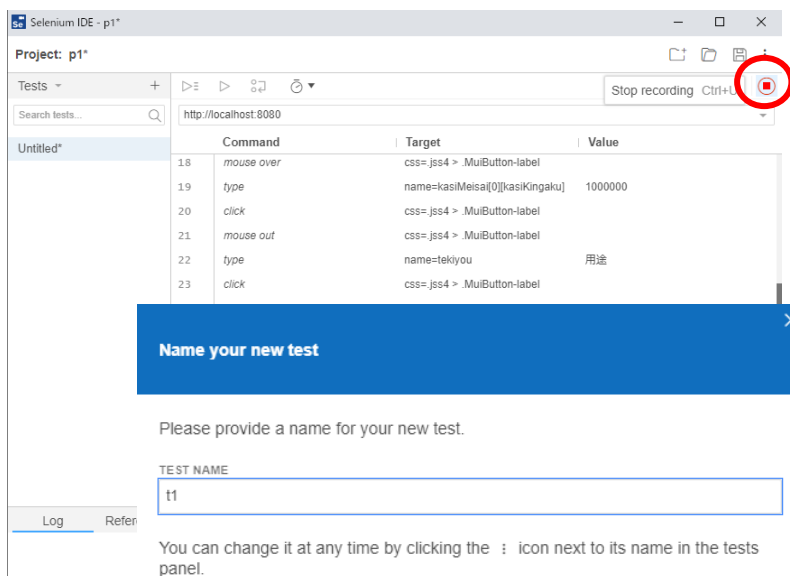 Se Selenium IDE - p1*
Project: p1*
Tests
Stop recording Ctrl+U
Search tests...
http://localhost:8080
Untitled*
Command Target Value
18 mouse over css=.jss4 > .MuiButton-label
19 type name=kasiMeisai[0][kasiKingaku] 1000000
20 click css=.jss4 > .MuiButton-label
21 mouse out css=.jss4 > .MuiButton-label
22 type name=tekiyou 用途
23 click css=.jss4 > .MuiButton-label
Name your new test
Please provide a name for your new test.
TEST NAME
t1
Log Refer
You can change it at any time by clicking the ⋮ icon next to its name in the tests
panel.